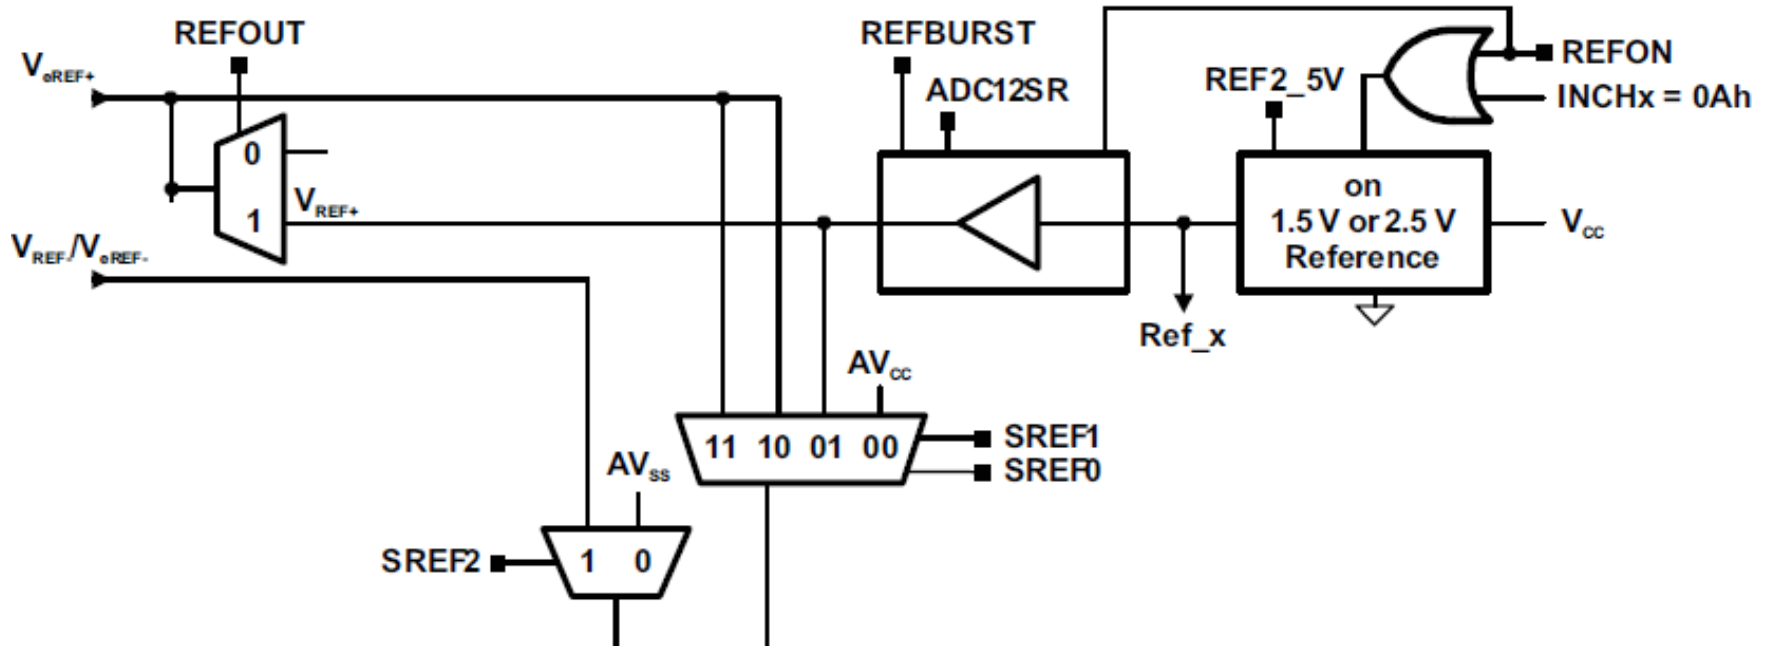 REFOUT
REFBURST
VeREF+
REFON
ADC12SR
REF2_5V
INCHx = 0Ah
0
1
VREF+
on
1.5 V or 2.5 V
Reference
VCC
VREF-/VeREF-
Ref_x
AVCC
11 10 01 00
SREF1
SREF0
AVSS
SREF2
1 0